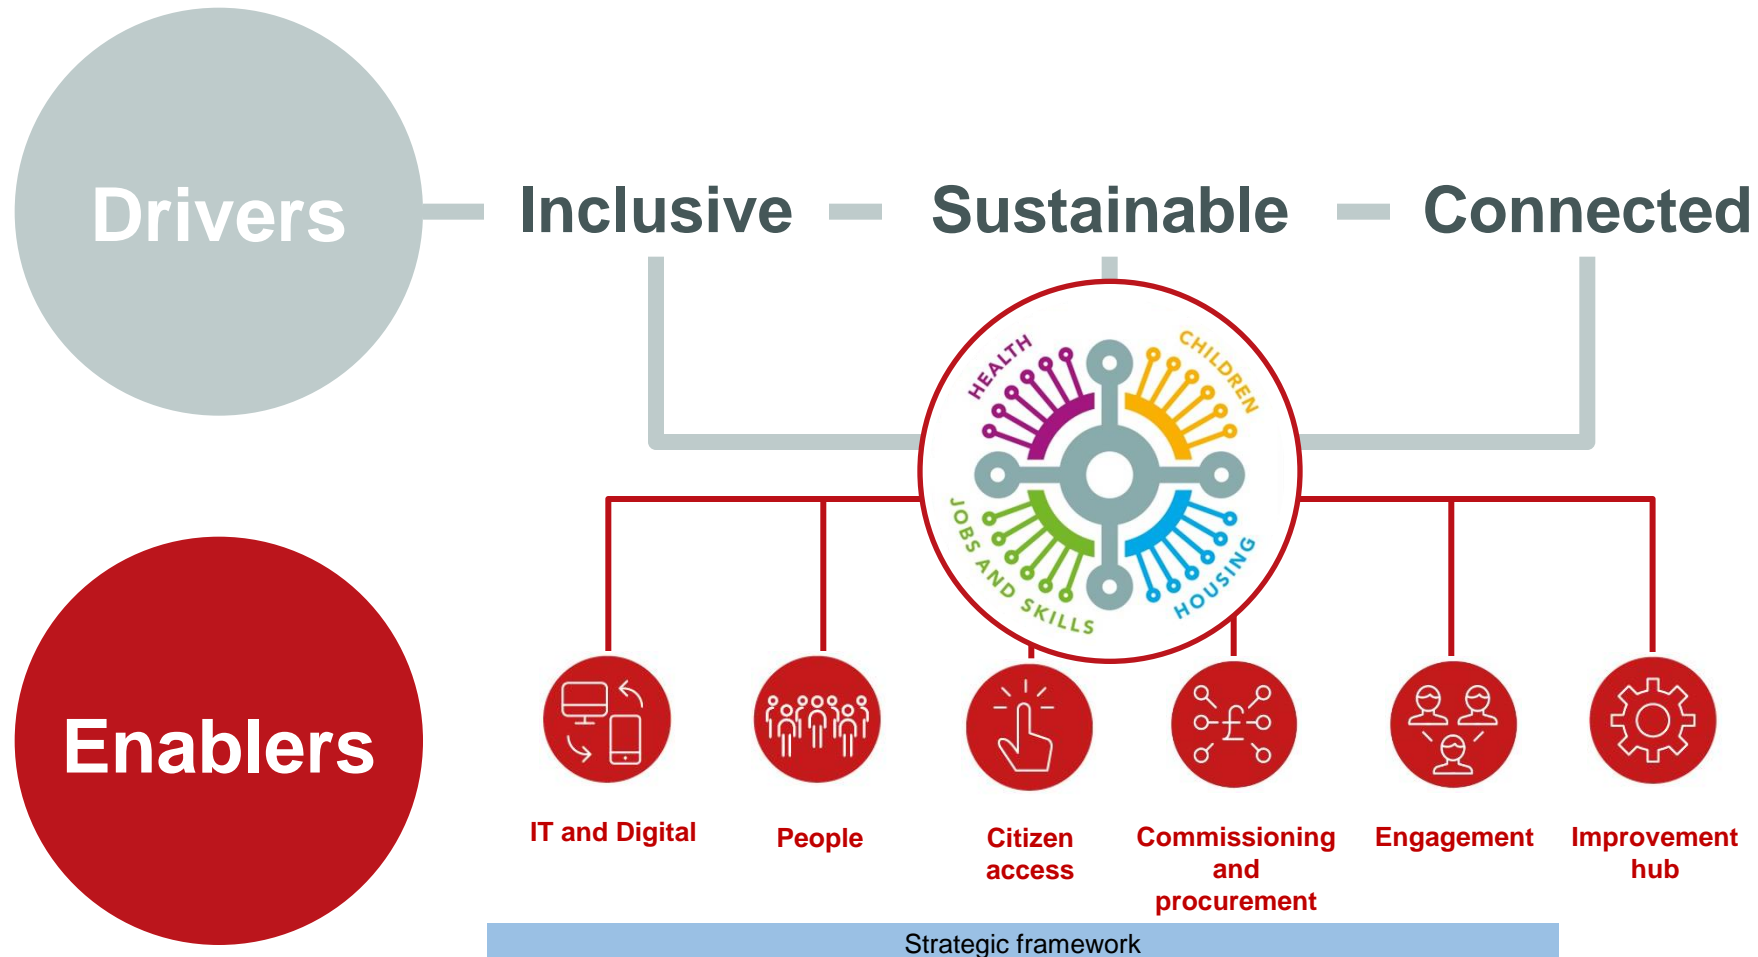 Drivers
Inclusive
Sustainable
Connected
HEALTH
CHILDREN
JOBS AND SKILLS
HOUSING
Enablers
£
IT and Digital
People
Citizen
access
Commissioning
and
procurement
Engagement
Improvement
hub
Strategic framework